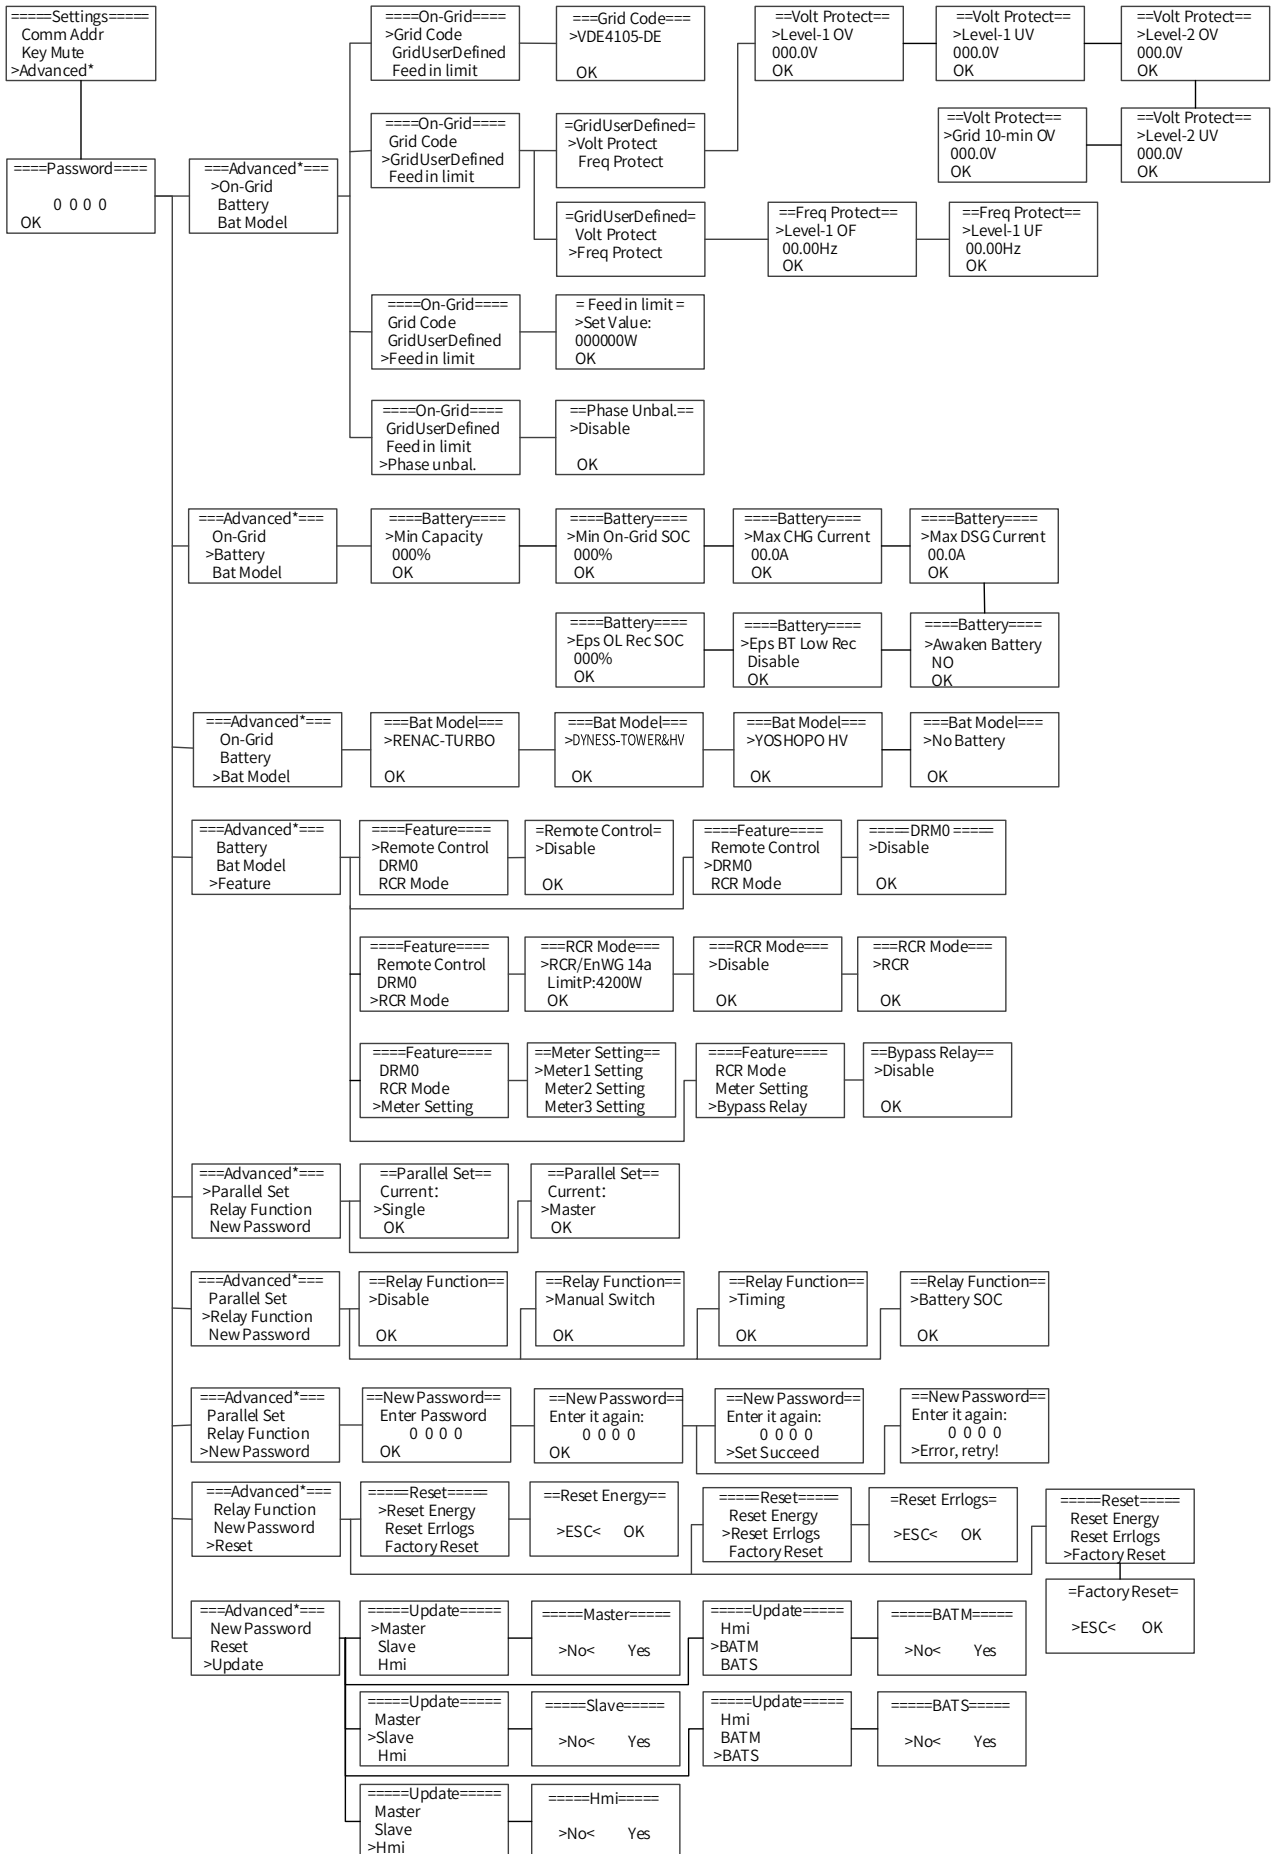 =====Settings=====
Comm Addr
Key Mute
>Advanced*
====Password====
0 0 0 0
OK
===Advanced*===
>On-Grid
Battery
Bat Model
====On-Grid====
>Grid Code
GridUserDefined
Feed in limit
===Grid Code===
>VDE4105-DE
OK
====On-Grid====
Grid Code
>GridUserDefined
Feed in limit
=GridUserDefined=
>Volt Protect
Freq Protect
==Volt Protect==
>Level-1 OV
000.0V
OK
==Volt Protect==
>Level-1 UV
000.0V
OK
==Volt Protect==
>Level-2 OV
000.0V
OK
==Volt Protect==
>Level-2 UV
000.0V
OK
==Volt Protect==
>Grid 10-min OV
000.0V
OK
=GridUserDefined=
Volt Protect
>Freq Protect
==Freq Protect==
>Level-1 OF
00.00Hz
OK
==Freq Protect==
>Level-1 UF
00.00Hz
OK
====On-Grid====
Grid Code
GridUserDefined
>Feed in limit
= Feed in limit =
>Set Value:
000000W
OK
====On-Grid====
GridUserDefined
Feed in limit
>Phase unbal.
==Phase Unbal.==
>Disable
OK
===Advanced*===
On-Grid
>Battery
Bat Model
====Battery====
>Min Capacity
000%
OK
====Battery====
>Min On-Grid SOC
000%
OK
====Battery====
>Max CHG Current
00.0A
OK
====Battery====
>Max DSG Current
00.0A
OK
====Battery====
>Awaken Battery
NO
OK
====Battery====
>Eps BT Low Rec
Disable
OK
====Battery====
>Eps OL Rec SOC
000%
OK
===Advanced*===
On-Grid
Battery
>Bat Model
===Bat Model===
>RENAC-TURBO
OK
===Bat Model===
>DYNESS-TOWER&HV
OK
===Bat Model===
>YOSHOPO HV
OK
===Bat Model===
>No Battery
OK
===Advanced*===
Battery
Bat Model
>Feature
====Feature====
>Remote Control
DRM0
RCR Mode
=Remote Control=
>Disable
OK
====Feature====
Remote Control
>DRM0
RCR Mode
=====DRM0 =====
>Disable
OK
====Feature====
Remote Control
DRM0
>RCR Mode
===RCR Mode===
>RCR/EnWG 14a
LimitP:4200W
OK
===RCR Mode===
>Disable
OK
===RCR Mode===
>RCR
OK
====Feature====
DRM0
RCR Mode
>Meter Setting
==Meter Setting==
>Meter1 Setting
Meter2 Setting
Meter3 Setting
====Feature====
RCR Mode
Meter Setting
>Bypass Relay
==Bypass Relay==
>Disable
OK
===Advanced*===
>Parallel Set
Relay Function
New Password
==Parallel Set==
Current:
>Single
OK
==Parallel Set==
Current:
>Master
OK
===Advanced*===
Parallel Set
>Relay Function
New Password
==Relay Function==
>Disable
OK
==Relay Function==
>Manual Switch
OK
==Relay Function==
>Timing
OK
==Relay Function==
>Battery SOC
OK
===Advanced*===
Parallel Set
Relay Function
>New Password
==New Password==
Enter Password
0 0 0 0
OK
==New Password==
Enter it again:
0 0 0 0
OK
==New Password==
Enter it again:
0 0 0 0
>Set Succeed
==New Password==
Enter it again:
0 0 0 0
>Error, retry!
===Advanced*===
Relay Function
New Password
>Reset
=====Reset=====
>Reset Energy
Reset Errlogs
Factory Reset
==Reset Energy==
>ESC< OK
=====Reset=====
Reset Energy
>Reset Errlogs
Factory Reset
=Reset Errlogs=
>ESC< OK
=====Reset=====
Reset Energy
Reset Errlogs
>Factory Reset
=Factory Reset=
>ESC< OK
===Advanced*===
New Password
Reset
>Update
=====Update=====
>Master
Slave
Hmi
=====Master=====
>No< Yes
=====Update=====
Hmi
>BATM
BATS
=====BATM=====
>No< Yes
=====Update=====
Master
>Slave
Hmi
=====Slave=====
>No< Yes
=====Update=====
Hmi
BATM
>BATS
=====BATS=====
>No< Yes
=====Update=====
Master
Slave
>Hmi
=====Hmi=====
>No< Yes